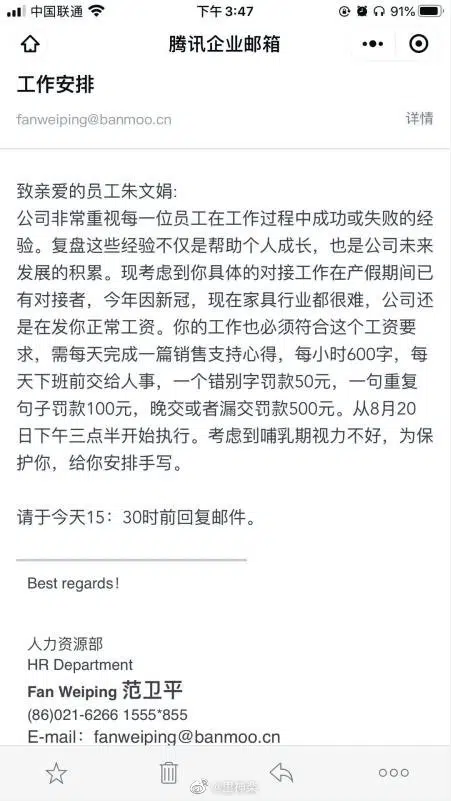 中国联通
下午3:47
91%
腾讯企业邮箱
工作安排
fanweiping@banmoo.cn
详情
致亲爱的员工朱文娟:
公司非常重视每一位员工在工作过程中成功或失败的经
验。复盘这些经验不仅是帮助个人成长，也是公司未来
发展的积累。现考虑到你具体的对接工作在产假期间已
有对接者，今年因新冠，现在家具行业都很难，公司还
是在发你正常工资。你的工作也必须符合这个工资要
求，需每天完成一篇销售支持心得，每小时600字，每
天下班前交给人事，一个错别字罚款50元，一句重复
句子罚款100元，晚交或者漏交罚款500元。从8月20
日下午三点半开始执行。考虑到哺乳期视力不好，为保
护你，给你安排手写。
请于今天15：30时前回复邮件。
Best regards！
人力资源部
HR Department
Fan Weiping 范卫平
(86)021-6266 1555*855
E-mail：fanweiping@banmoo.cn